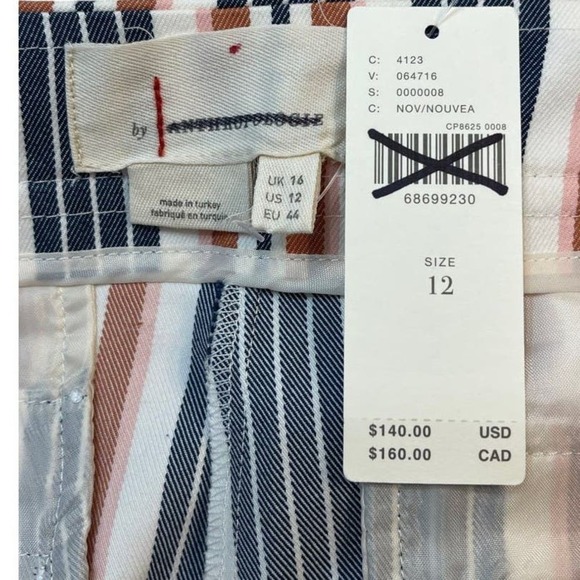 by ANTHROPOLOGIE
made in turkey
fabriqué en turquie
UK 16
US 12
EU 44
C: 4123
V: 064716
S: 0000008
C: NOV/NOUVEA
CP8625 0008
68699230
SIZE
12
$140.00 USD
$160.00 CAD